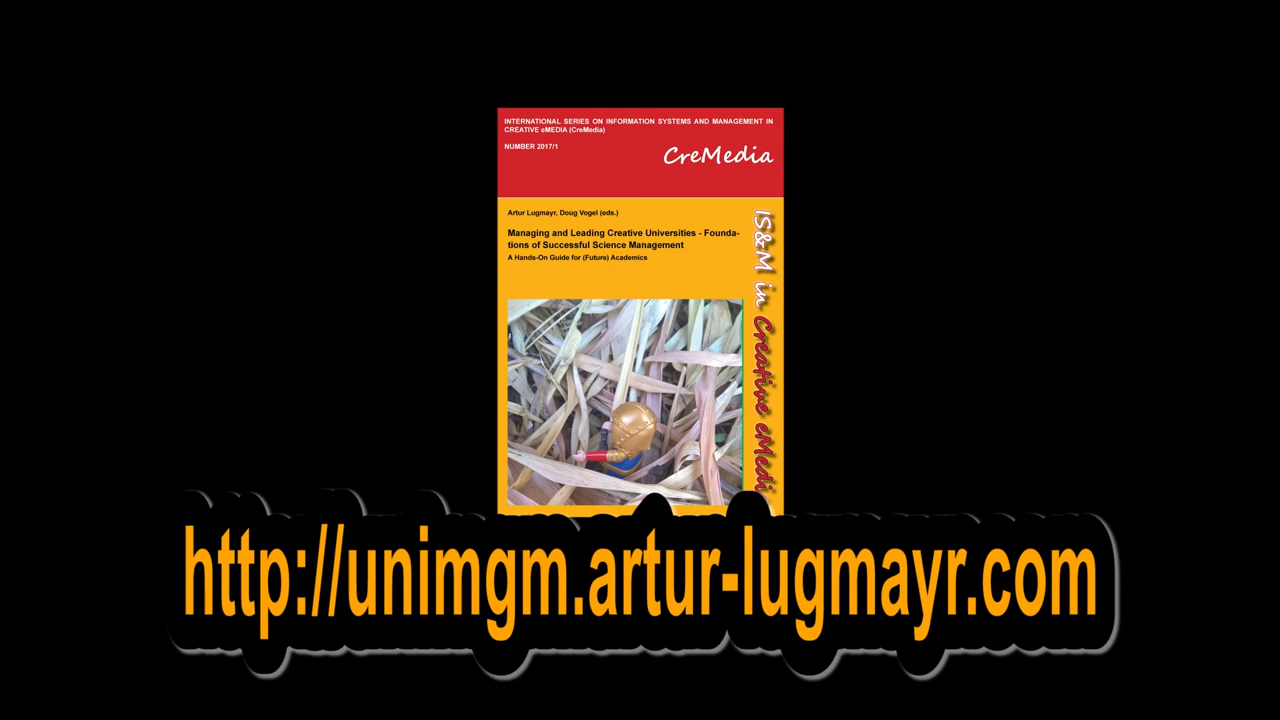 INTERNATIONAL SERIES ON INFORMATION SYSTEMS AND MANAGEMENT IN
CREATIVE eMEDIA (CreMedia)
NUMBER 2017/1
CreMedia
Artur Lugmayr, Doug Vogel (eds.)
Managing and Leading Creative Universities - Founda-
tions of Successful Science Management
A Hands-On Guide for (Future) Academics
IS&M in Creative eMedi
http://unimgm.artur-lugmayr.com